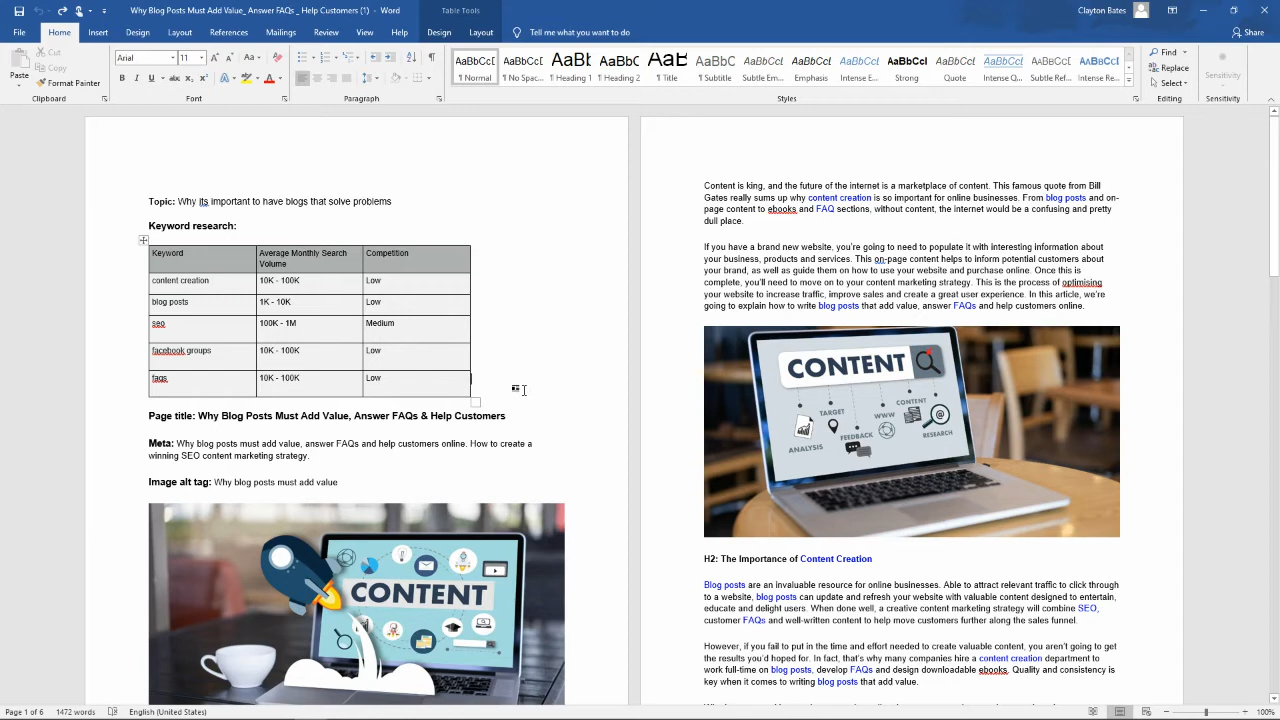 Why Blog Posts Must Add Value_ Answer FAQs & Help Customers (1) - Word
Table Tools
Clayton Bates
File Home Insert Design Layout References Mailings Review View Help Design Layout Tell me what you want to do
Share
Paste
Cut
Copy
Format Painter
Clipboard
Arial 11
Font
Paragraph
AaBbCcI AaBbCcI AaBbC AaBbCc AaB AaBbCcI AaBbCcI AaBbCcI AaBbCcI AaBbCcI AaBbCcI AaBbCcI AaBbCcI AaBbCcI
¶ Normal ¶ No Spac... ¶ Heading 1 ¶ Heading 2 ¶ Title ¶ Subtitle Subtle Em... Emphasis Intense E... Strong Quote Intense Q... Subtle Ref... Intense Re...
Styles
Find
Replace
Select
Editing
Sensitivity
Sensitivity
Topic: Why its important to have blogs that solve problems
Keyword research:
Keyword Average Monthly Search Volume Competition
content creation 10K - 100K Low
blog posts 1K - 10K Low
seo 100K - 1M Medium
facebook groups 10K - 100K Low
faqs 10K - 100K Low
Page title: Why Blog Posts Must Add Value, Answer FAQs & Help Customers
Meta: Why blog posts must add value, answer FAQs and help customers online. How to create a
winning SEO content marketing strategy.
Image alt tag: Why blog posts must add value
CONTENT
Content is king, and the future of the internet is a marketplace of content. This famous quote from Bill
Gates really sums up why content creation is so important for online businesses. From blog posts and on-
page content to ebooks and FAQ sections, without content, the internet would be a confusing and pretty
dull place.
If you have a brand new website, you're going to need to populate it with interesting information about
your business, products and services. This on-page content helps to inform potential customers about
your brand, as well as guide them on how to use your website and purchase online. Once this is
complete, you'll need to move on to your content marketing strategy. This is the process of optimising
your website to increase traffic, improve sales and create a great user experience. In this article, we're
going to explain how to write blog posts that add value, answer FAQs and help customers online.
CONTENT
TARGET
WWW
CONTENT
ANALYSIS
FEEDBACK
RESEARCH
H2: The Importance of Content Creation
Blog posts are an invaluable resource for online businesses. Able to attract relevant traffic to click through
to a website, blog posts can update and refresh your website with valuable content designed to entertain,
educate and delight users. When done well, a creative content marketing strategy will combine SEO,
customer FAQs and well-written content to help move customers further along the sales funnel.
However, if you fail to put in the time and effort needed to create valuable content, you aren't going to get
the results you'd hoped for. In fact, that's why many companies hire a content creation department to
work full-time on blog posts, develop FAQs and design downloadable ebooks. Quality and consistency is
key when it comes to writing blog posts that add value.
Page 1 of 6 1472 words English (United States) 100%